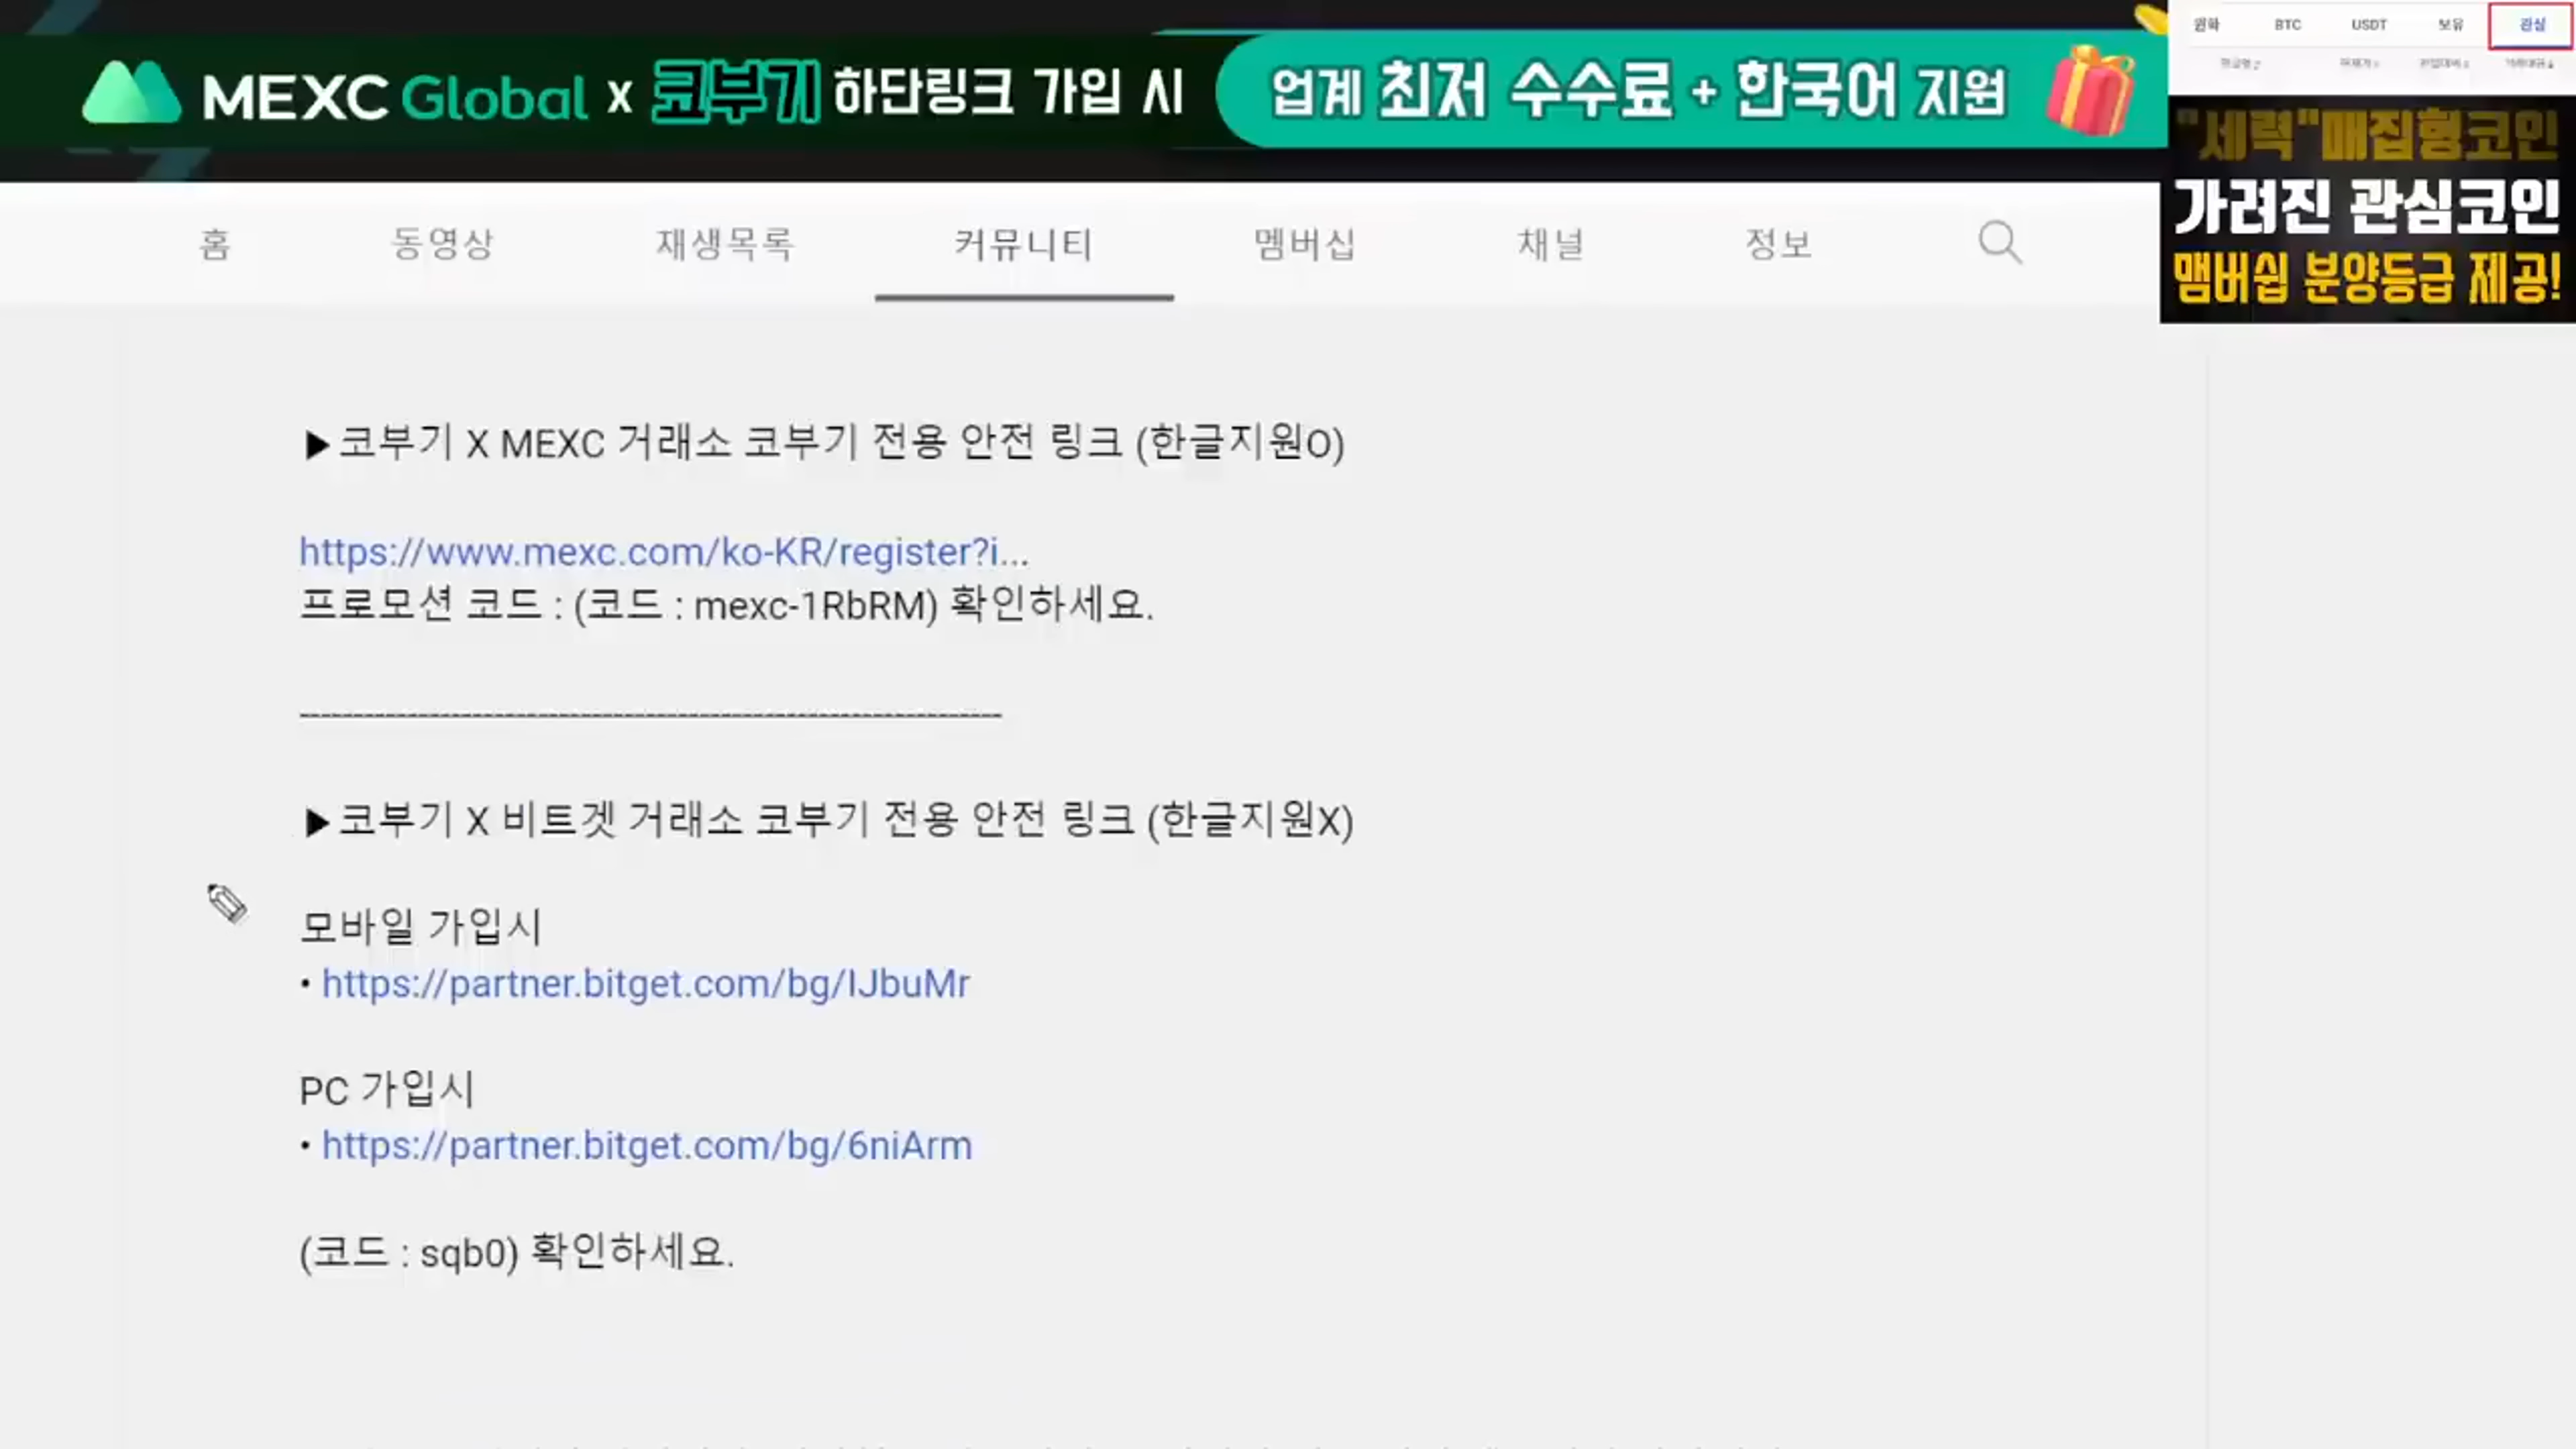 MEXC Global x 코부기 하단링크 가입 시 업계 최저 수수료 + 한국어 지원
원화 BTC USDT 보유 관심
"세력"매집형코인
가려진 관심코인
맴버쉽 분양등급 제공!
홈 동영상 재생목록 커뮤니티 멤버십 채널 정보
▶코부기 X MEXC 거래소 코부기 전용 안전 링크 (한글지원O)
https://www.mexc.com/ko-KR/register?i...
프로모션 코드 : (코드 : mexc-1RbRM) 확인하세요.
------------------------------------------------------------------
▶코부기 X 비트겟 거래소 코부기 전용 안전 링크 (한글지원X)
모바일 가입시
• https://partner.bitget.com/bg/IJbuMr
PC 가입시
• https://partner.bitget.com/bg/6niArm
(코드 : sqb0) 확인하세요.